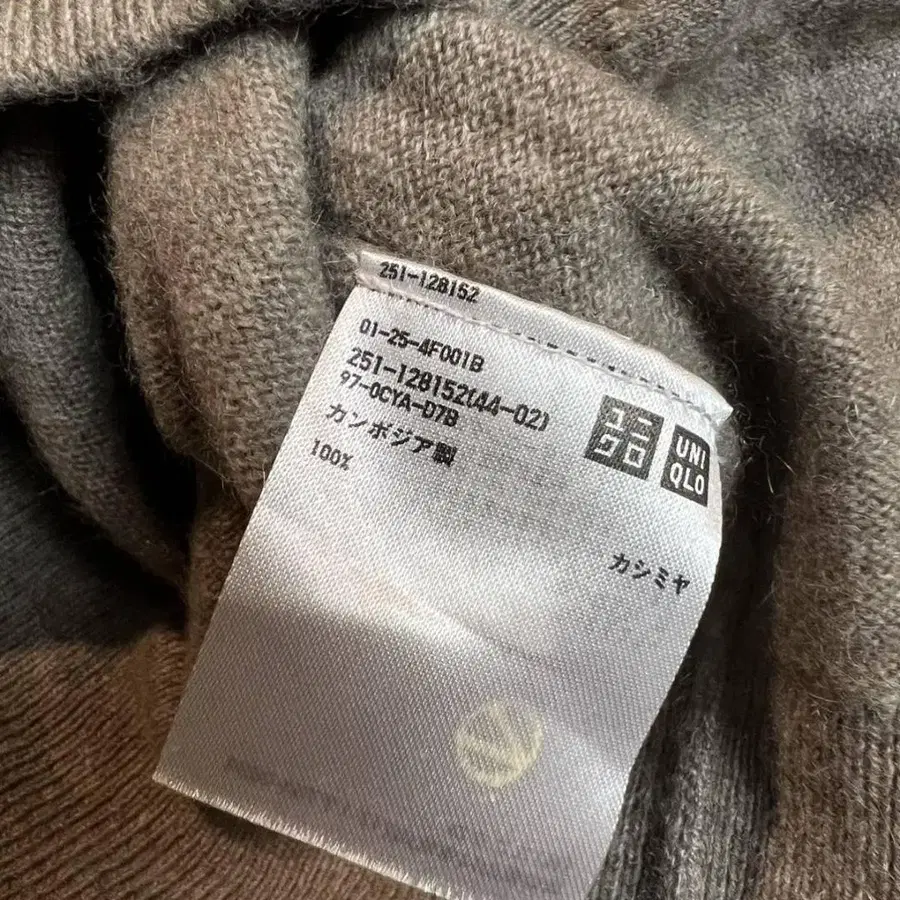 251-128152
01-25-4F001B
251-128152(44-02)
97-0CYA-D7B
カンボジア製
100%
ユニクロ
UNIQLO
カシミヤ